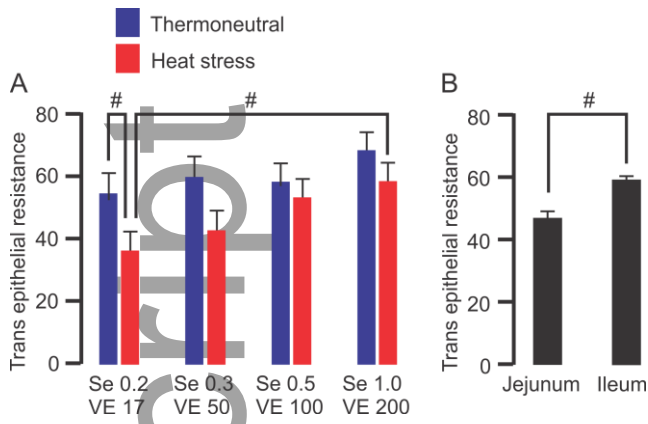 Thermoneutral
Heat stress
A
B
#
#
#
Trans epithelial resistance
80
60
40
20
0
Se 0.2
VE 17
Se 0.3
VE 50
Se 0.5
VE 100
Se 1.0
VE 200
Trans epithelial resistance
80
60
40
60
20
0
Jejunum
Ileum